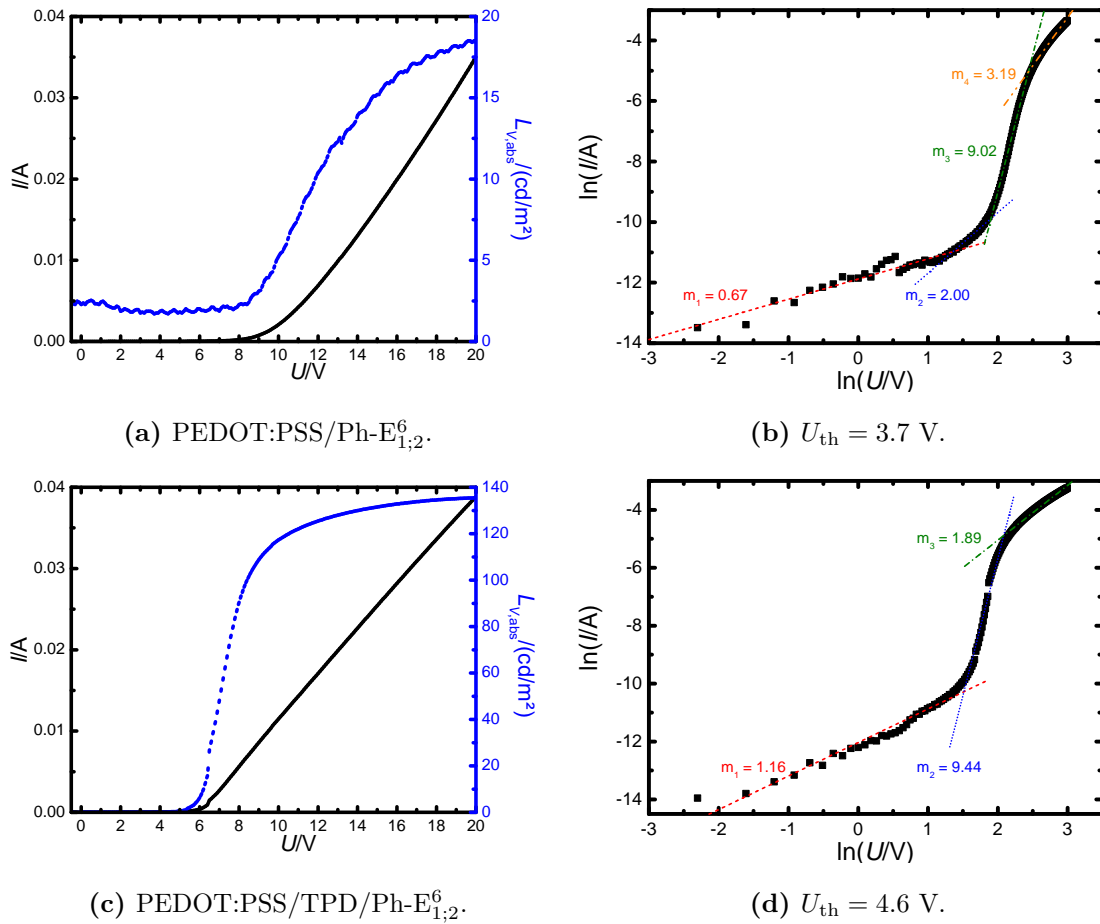 0.04
0.03
0.02
0.01
0.00
I/A
0 2 4 6 8 10 12 14 16 18 20
U/V
20
15
10
5
0
L_V,abs/(cd/m²)
(a) PEDOT:PSS/Ph-E⁶₁;₂.
-4
-6
-8
-10
-12
-14
ln(I/A)
m₄ = 3.19
m₃ = 9.02
m₁ = 0.67
m₂ = 2.00
-3 -2 -1 0 1 2 3
ln(U/V)
(b) U_th = 3.7 V.
0.04
0.03
0.02
0.01
0.00
I/A
0 2 4 6 8 10 12 14 16 18 20
U/V
140
120
100
80
60
40
20
0
L_V,abs/(cd/m²)
(c) PEDOT:PSS/TPD/Ph-E⁶₁;₂.
-4
-6
-8
-10
-12
-14
ln(I/A)
m₃ = 1.89
m₁ = 1.16
m₂ = 9.44
-3 -2 -1 0 1 2 3
ln(U/V)
(d) U_th = 4.6 V.